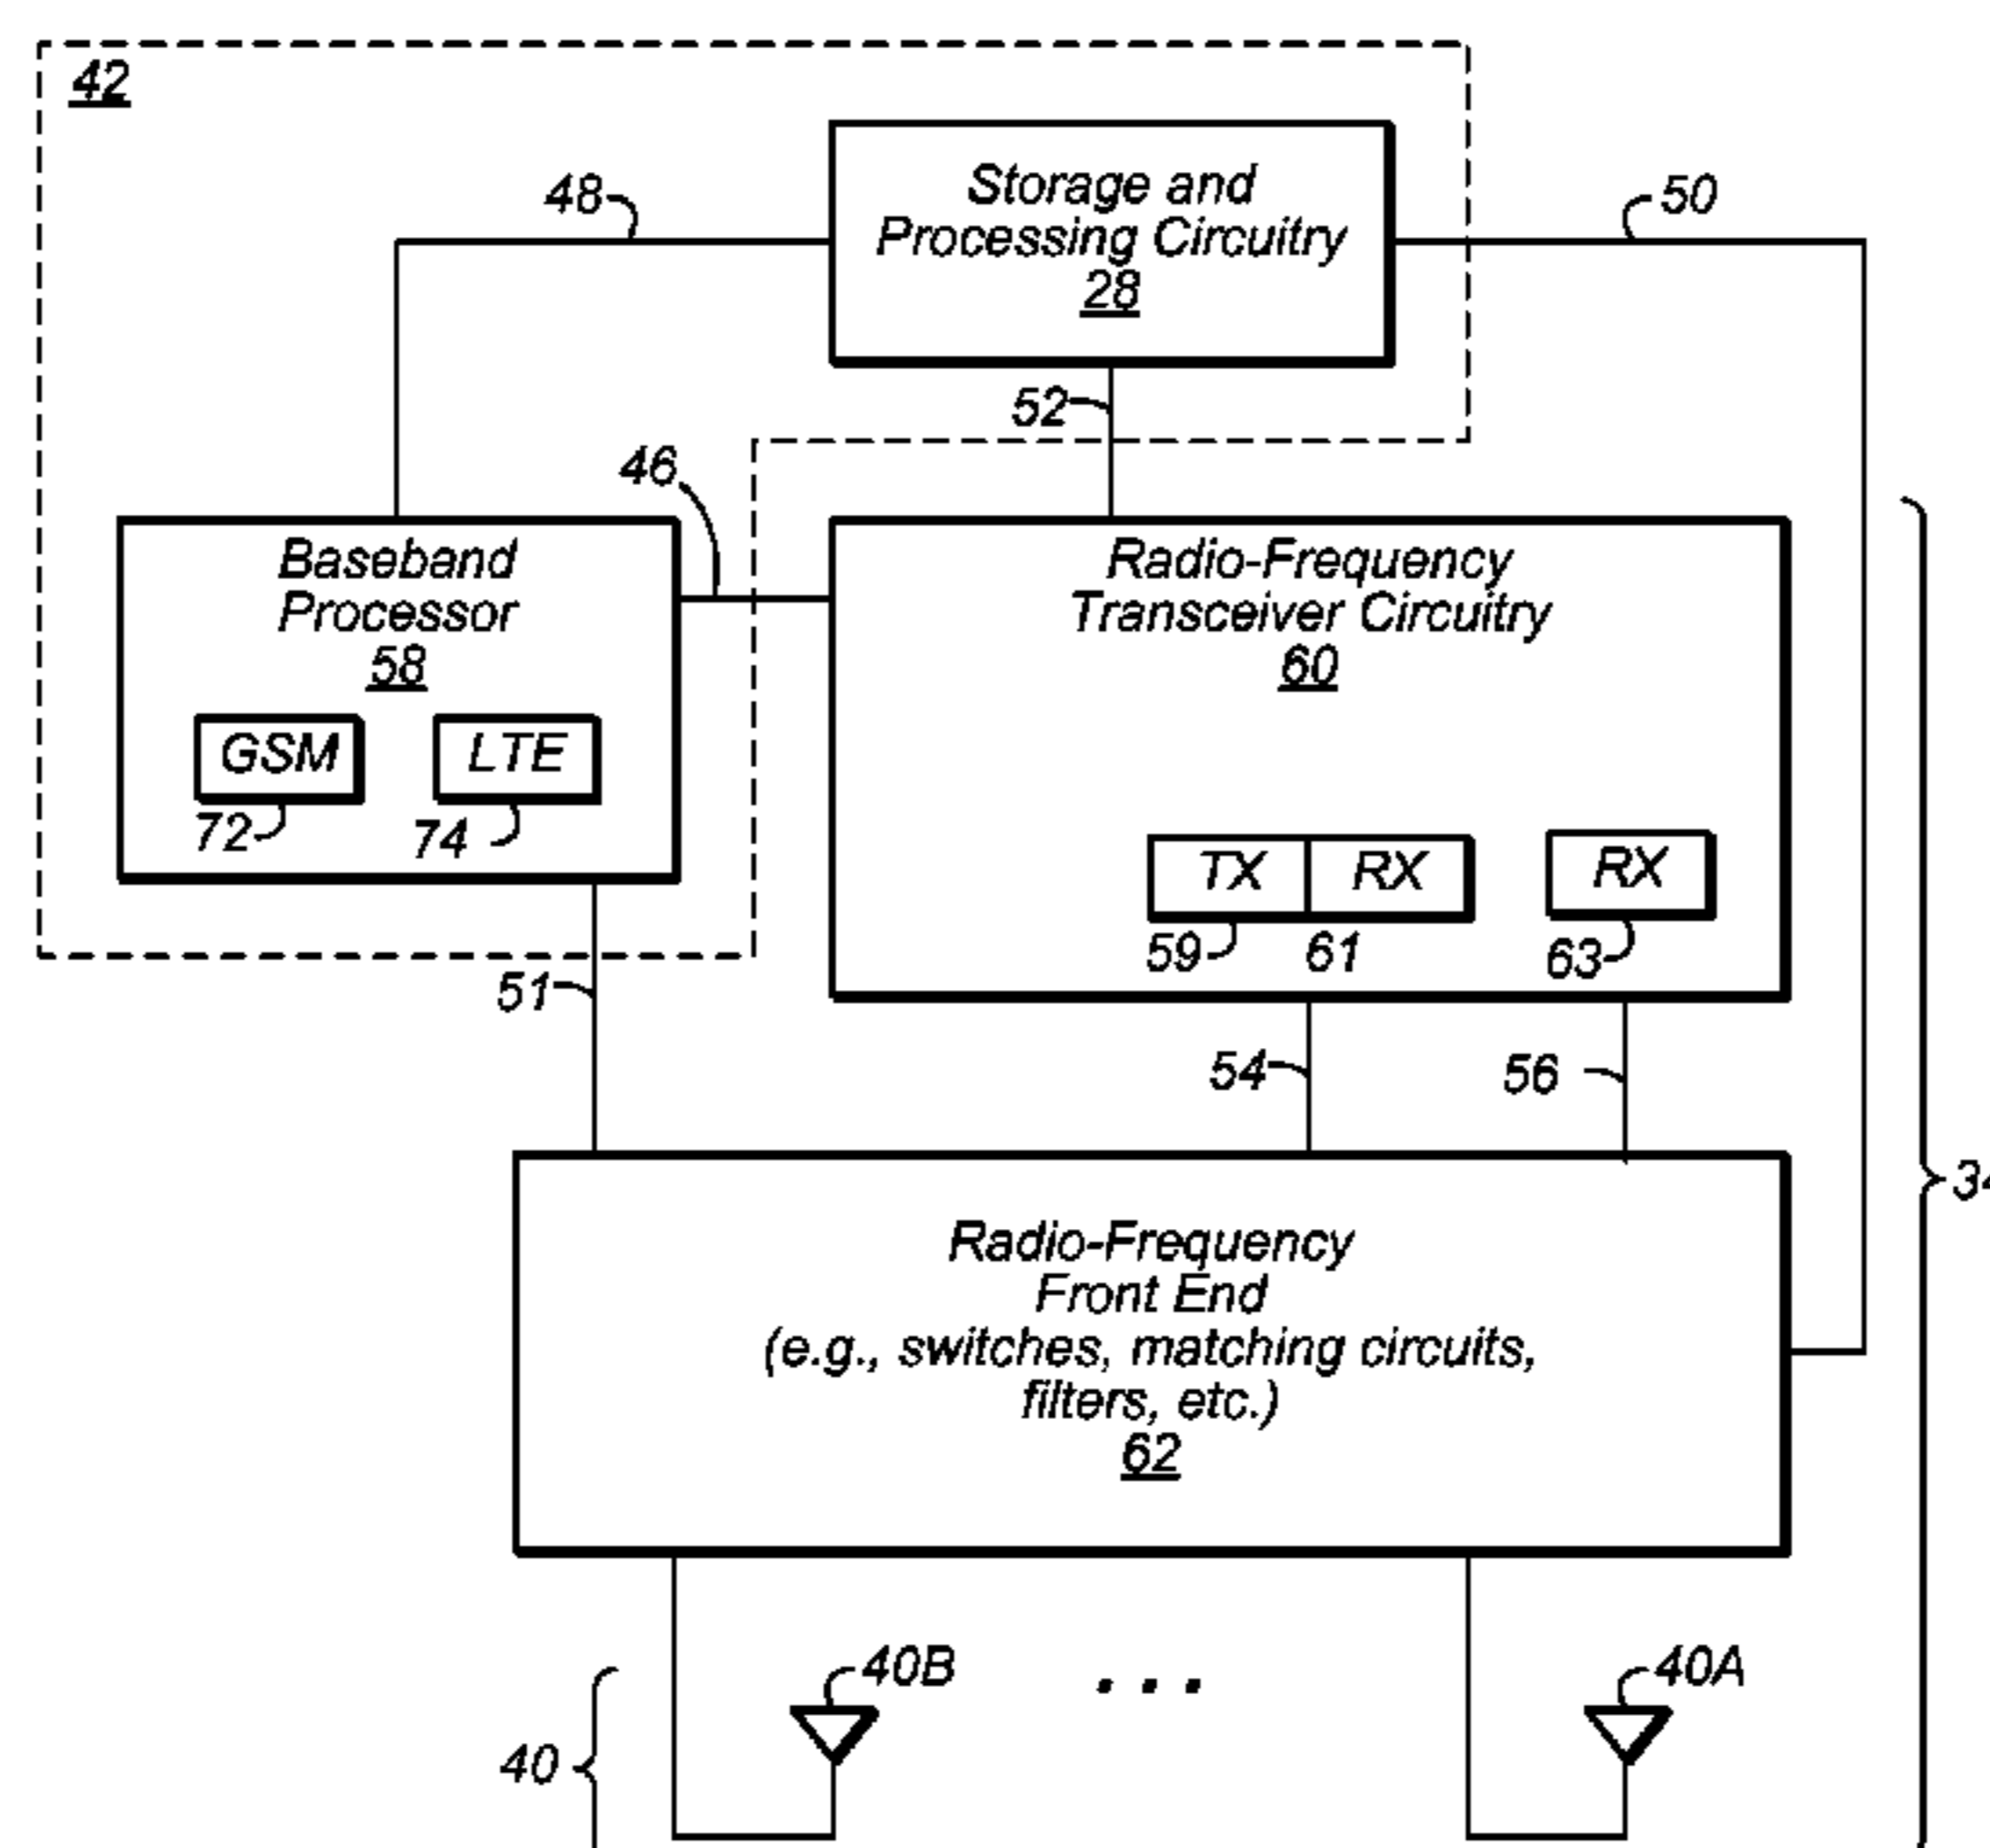 42
Storage and
Processing Circuitry
28
48
50
52
46
Baseband
Processor
58
GSM
LTE
72
74
Radio-Frequency
Transceiver Circuitry
60
TX
RX
RX
59
61
63
51
54
56
34
Radio-Frequency
Front End
(e.g., switches, matching circuits,
filters, etc.)
62
40B
. . .
40A
40